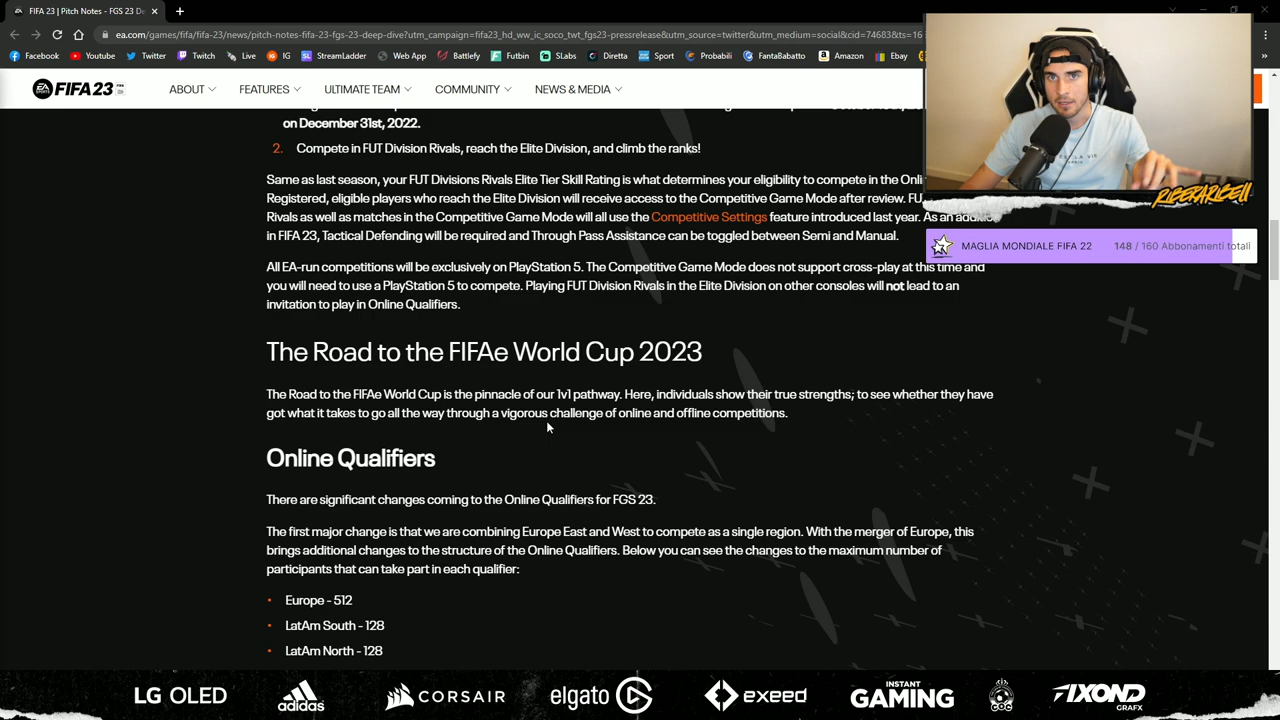 FIFA 23 | Pitch Notes - FGS 23 De
ea.com/games/fifa/fifa-23/news/pitch-notes-fifa-23-fgs-23-deep-dive?utm_campaign=fifa23_hd_ww_ic_soco_twt_fgs23-pressrelease&utm_source=twitter&utm_medium=social&cid=74683&ts=16
Facebook Youtube Twitter Twitch Live IG StreamLadder Web App Battlefy Futbin SLabs Diretta Sport Probabili FantaBabatto Amazon Ebay
EA SPORTS FIFA 23 ABOUT FEATURES ULTIMATE TEAM COMMUNITY NEWS & MEDIA
on December 31st, 2022.
2. Compete in FUT Division Rivals, reach the Elite Division, and climb the ranks!
Same as last season, your FUT Divisions Rivals Elite Tier Skill Rating is what determines your eligibility to compete in the Onli
Registered, eligible players who reach the Elite Division will receive access to the Competitive Game Mode after review. FU
Rivals as well as matches in the Competitive Game Mode will all use the Competitive Settings feature introduced last year. As an addi
in FIFA 23, Tactical Defending will be required and Through Pass Assistance can be toggled between Semi and Manual.
RIBERARIBELL
MAGLIA MONDIALE FIFA 22 148 / 160 Abbonamenti totali
All EA-run competitions will be exclusively on PlayStation 5. The Competitive Game Mode does not support cross-play at this time and
you will need to use a PlayStation 5 to compete. Playing FUT Division Rivals in the Elite Division on other consoles will not lead to an
invitation to play in Online Qualifiers.
The Road to the FIFAe World Cup 2023
The Road to the FIFAe World Cup is the pinnacle of our 1v1 pathway. Here, individuals show their true strengths; to see whether they have
got what it takes to go all the way through a vigorous challenge of online and offline competitions.
Online Qualifiers
There are significant changes coming to the Online Qualifiers for FGS 23.
The first major change is that we are combining Europe East and West to compete as a single region. With the merger of Europe, this
brings additional changes to the structure of the Online Qualifiers. Below you can see the changes to the maximum number of
participants that can take part in each qualifier:
• Europe - 512
• LatAm South - 128
• LatAm North - 128
LG OLED adidas CORSAIR elgato exeed INSTANT GAMING FIXOND GRAFX